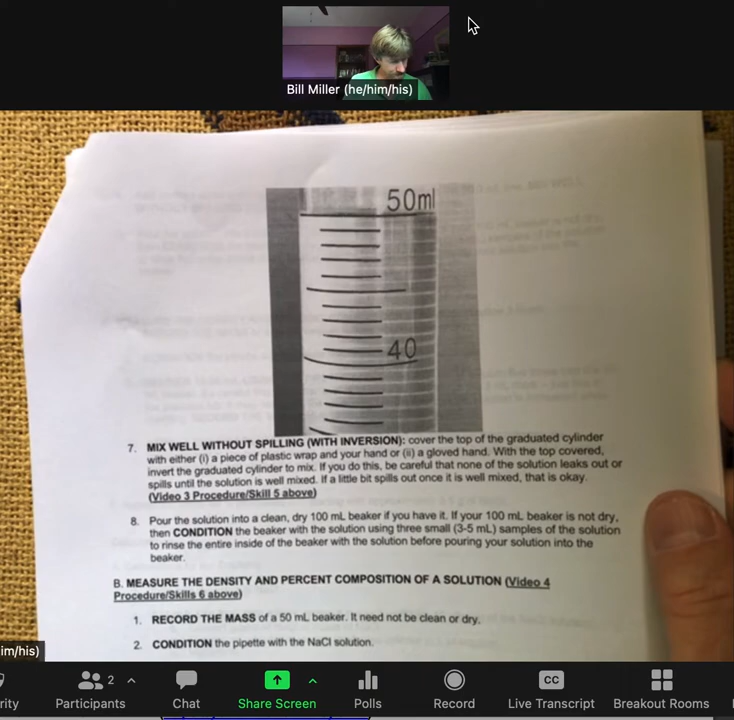 Bill Miller (he/him/his)
50ml
40
7. MIX WELL WITHOUT SPILLING (WITH INVERSION): cover the top of the graduated cylinder
with either (i) a piece of plastic wrap and your hand or (ii) a gloved hand. With the top covered,
invert the graduated cylinder to mix. If you do this, be careful that none of the solution leaks out or
spills until the solution is well mixed. If a little bit spills out once it is well mixed, that is okay.
(Video 3 Procedure/Skill 5 above)
8. Pour the solution into a clean, dry 100 mL beaker if you have it. If your 100 mL beaker is not dry,
then CONDITION the beaker with the solution using three small (3-5 mL) samples of the solution
to rinse the entire inside of the beaker with the solution before pouring your solution into the
beaker.
B. MEASURE THE DENSITY AND PERCENT COMPOSITION OF A SOLUTION (Video 4
Procedure/Skills 6 above)
1. RECORD THE MASS of a 50 mL beaker. It need not be clean or dry.
2. CONDITION the pipette with the NaCl solution.
im/his)
rity
Participants
2
Chat
Share Screen
Polls
Record
CC
Live Transcript
Breakout Rooms